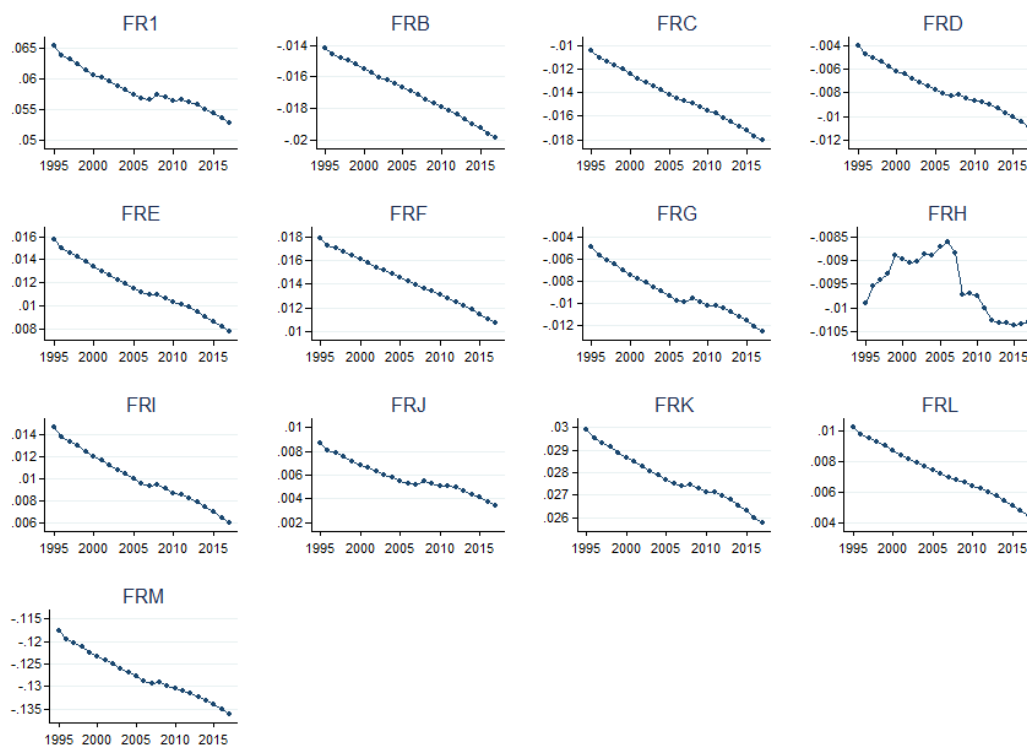 FR1
.065
.06
.055
.05
1995 2000 2005 2010 2015
FRB
-.014
-.016
-.018
-.02
1995 2000 2005 2010 2015
FRC
-.01
-.012
-.014
-.016
-.018
1995 2000 2005 2010 2015
FRD
-.004
-.006
-.008
-.01
-.012
1995 2000 2005 2010 2015
FRE
.016
.014
.012
.01
.008
1995 2000 2005 2010 2015
FRF
.018
.016
.014
.012
.01
1995 2000 2005 2010 2015
FRG
-.004
-.006
-.008
-.01
-.012
1995 2000 2005 2010 2015
FRH
-.0085
-.009
-.0095
-.01
-.0105
1995 2000 2005 2010 2015
FRI
.014
.012
.01
.008
.006
1995 2000 2005 2010 2015
FRJ
.01
.008
.006
.004
.002
1995 2000 2005 2010 2015
FRK
.03
.029
.028
.027
.026
1995 2000 2005 2010 2015
FRL
.01
.008
.006
.004
1995 2000 2005 2010 2015
FRM
-.115
-.12
-.125
-.13
-.135
1995 2000 2005 2010 2015